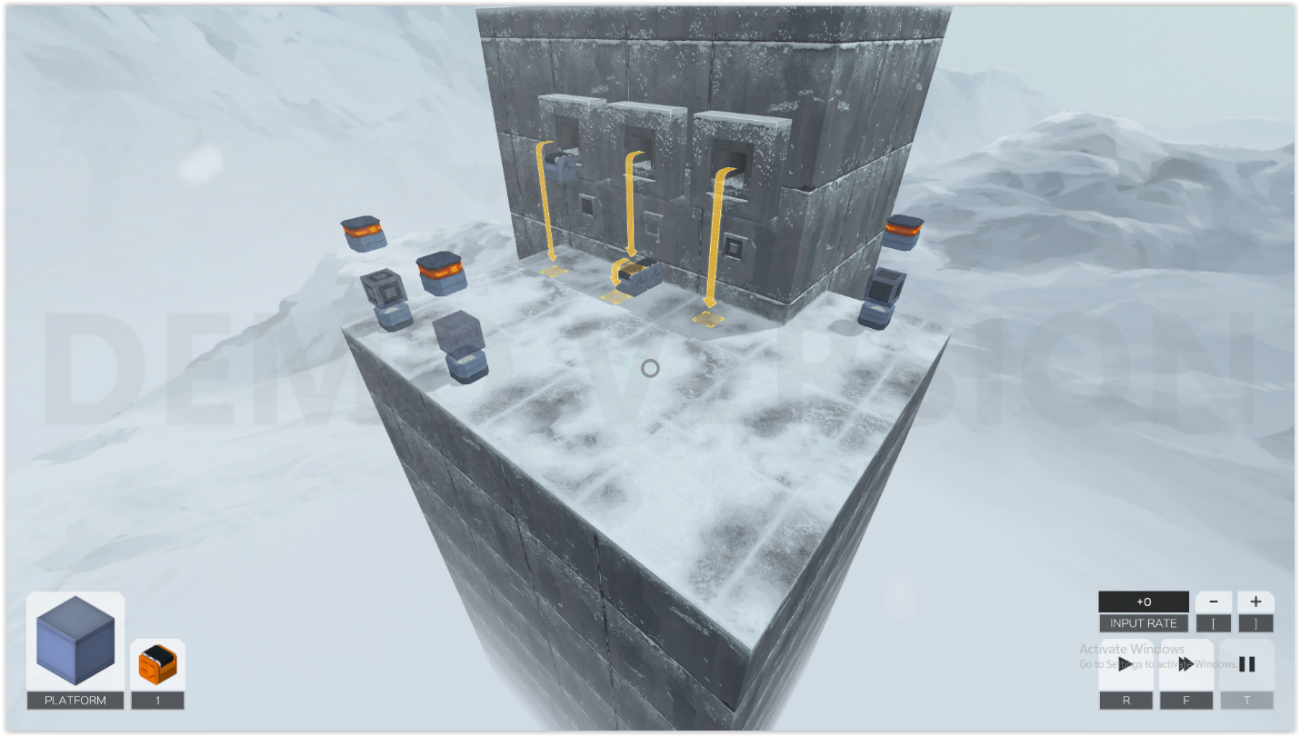 DEMO VERSION
+0
−
+
INPUT RATE
[
]
Activate Windows
Go to Settings to activate Windows.
PLATFORM
1
R
F
T